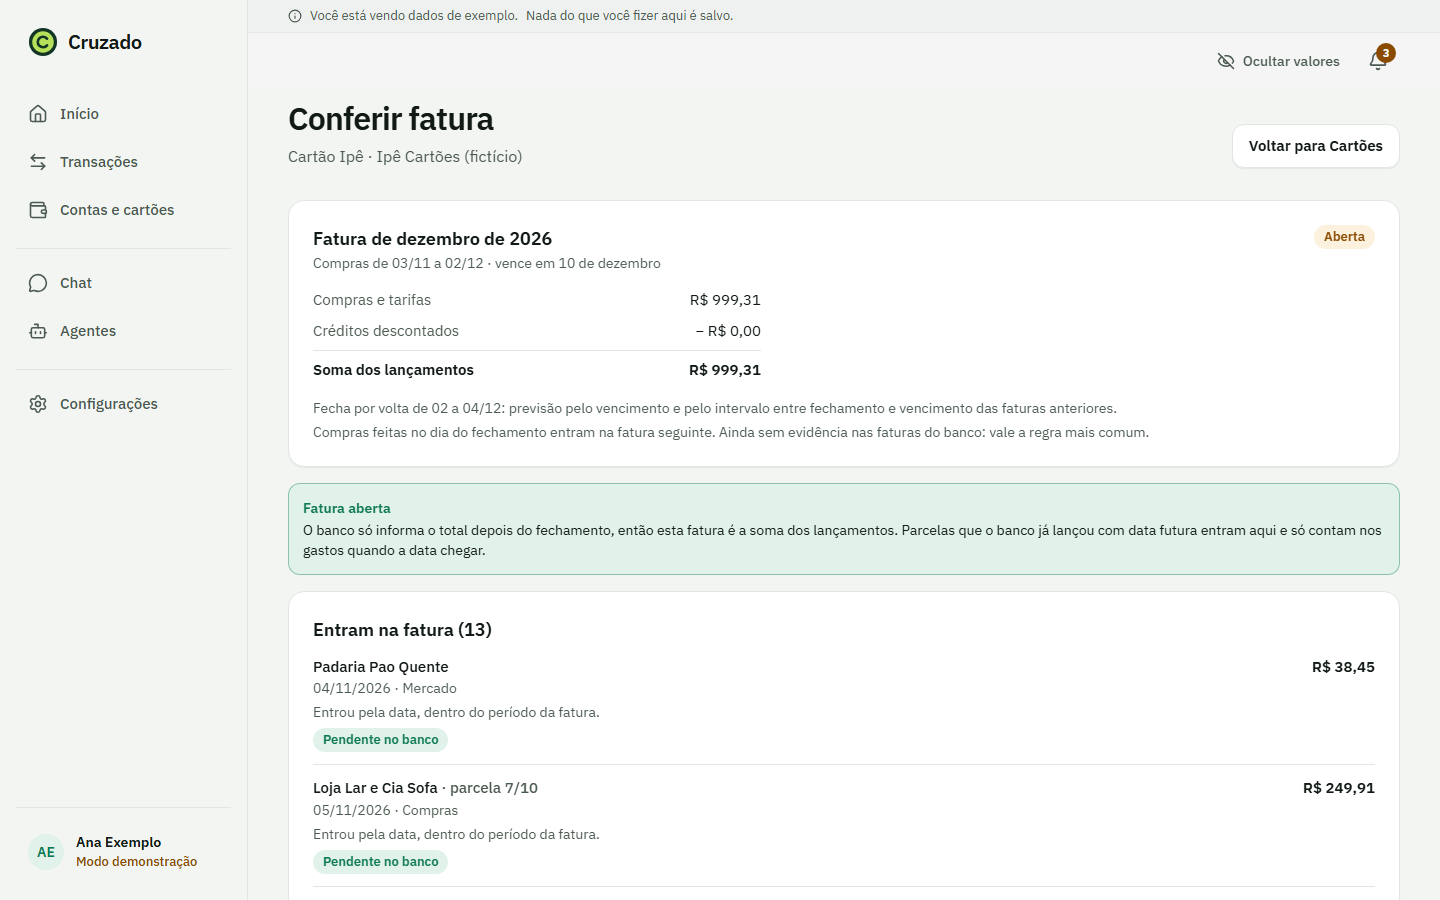 Você está vendo dados de exemplo. Nada do que você fizer aqui é salvo.
Cruzado
Ocultar valores
3
Início
Transações
Contas e cartões
Chat
Agentes
Configurações
Conferir fatura
Cartão Ipê · Ipê Cartões (fictício)
Voltar para Cartões
Fatura de dezembro de 2026
Aberta
Compras de 03/11 a 02/12 · vence em 10 de dezembro
Compras e tarifas R$ 999,31
Créditos descontados – R$ 0,00
Soma dos lançamentos R$ 999,31
Fecha por volta de 02 a 04/12: previsão pelo vencimento e pelo intervalo entre fechamento e vencimento das faturas anteriores.
Compras feitas no dia do fechamento entram na fatura seguinte. Ainda sem evidência nas faturas do banco: vale a regra mais comum.
Fatura aberta
O banco só informa o total depois do fechamento, então esta fatura é a soma dos lançamentos. Parcelas que o banco já lançou com data futura entram aqui e só contam nos
gastos quando a data chegar.
Entram na fatura (13)
Padaria Pao Quente R$ 38,45
04/11/2026 · Mercado
Entrou pela data, dentro do período da fatura.
Pendente no banco
Loja Lar e Cia Sofa · parcela 7/10 R$ 249,91
05/11/2026 · Compras
Entrou pela data, dentro do período da fatura.
Pendente no banco
AE
Ana Exemplo
Modo demonstração